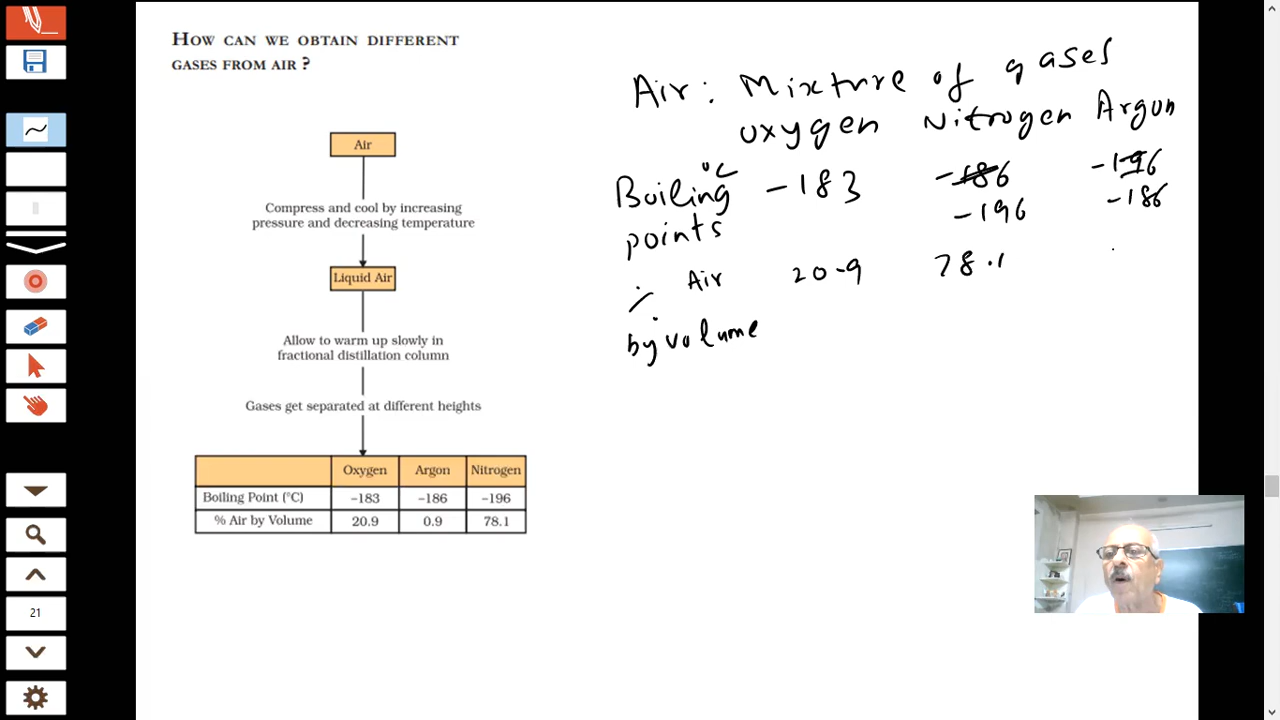 HOW CAN WE OBTAIN DIFFERENT
GASES FROM AIR ?
Air
Compress and cool by increasing
pressure and decreasing temperature
Liquid Air
Allow to warm up slowly in
fractional distillation column
Gases get separated at different heights
Oxygen Argon Nitrogen
Boiling Point (°C) –183 –186 –196
% Air by Volume 20.9 0.9 78.1
Air : Mixture of gases
oxygen Nitrogen Argon
°C
Boiling -183 -186 -196
points -196 -186
% Air 20.9 78.1
by volume
21